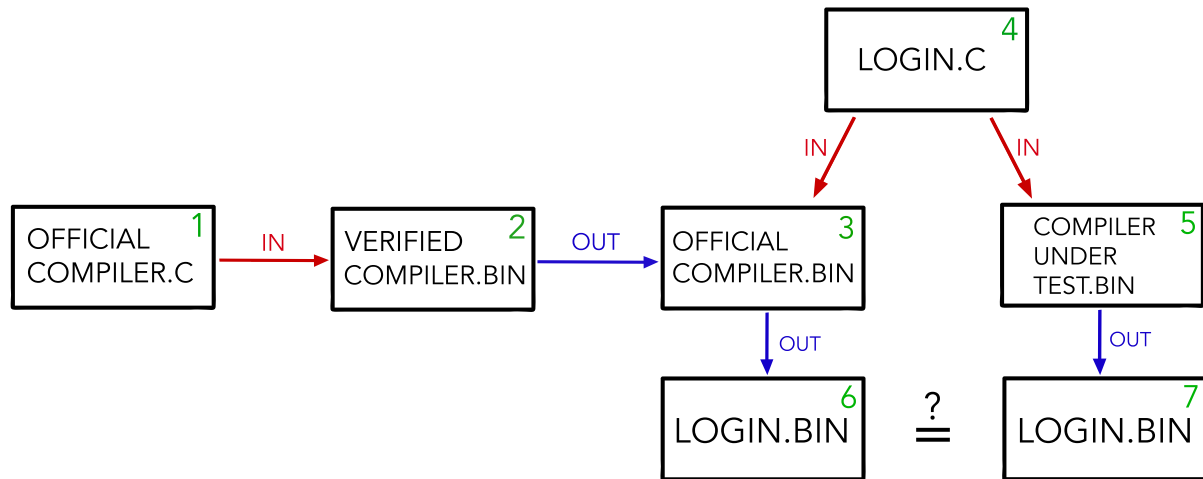 4
LOGIN.C
IN
IN
1
OFFICIAL
COMPILER.C
IN
2
VERIFIED
COMPILER.BIN
OUT
3
OFFICIAL
COMPILER.BIN
5
COMPILER
UNDER
TEST.BIN
OUT
OUT
6
LOGIN.BIN
?
=
7
LOGIN.BIN